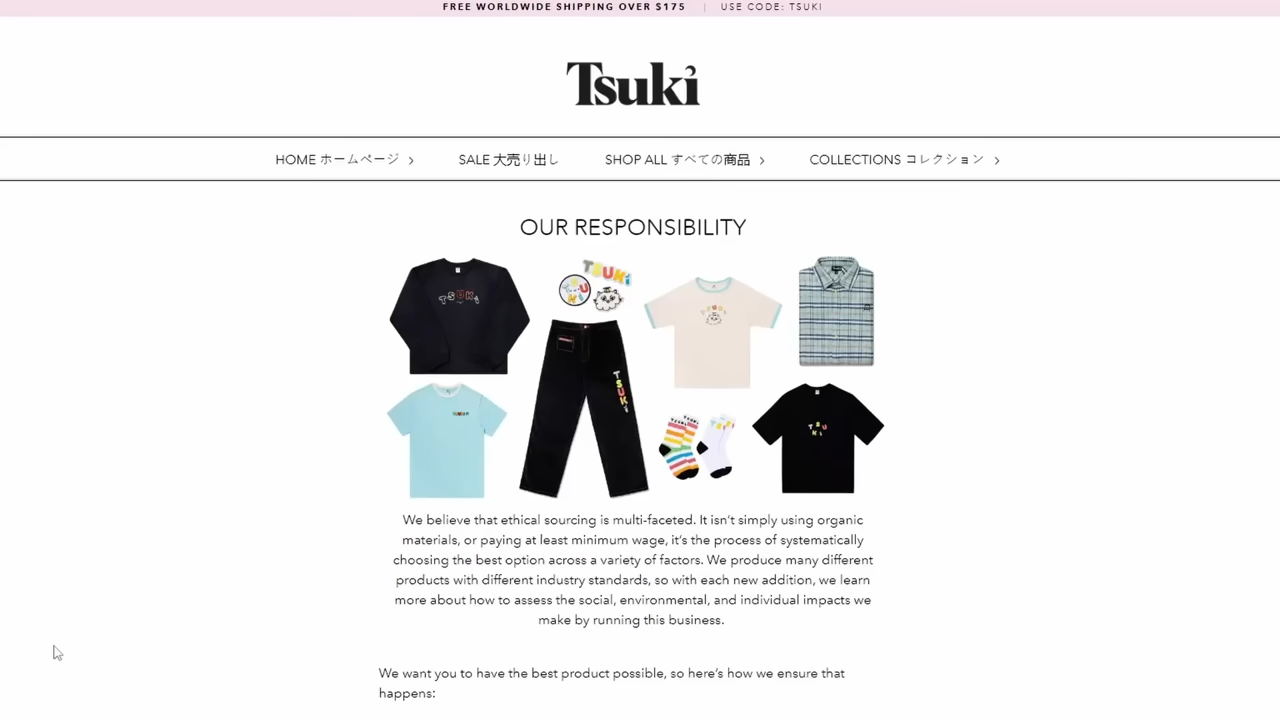 FREE WORLDWIDE SHIPPING OVER $175 | USE CODE: TSUKI
Tsuki
HOME ホームページ SALE 大売り出し SHOP ALL すべての商品 COLLECTIONS コレクション
OUR RESPONSIBILITY
TSUKi
TSUKi
TSUKi
TSUKi
TSUKi
TSUKi
We believe that ethical sourcing is multi-faceted. It isn't simply using organic
materials, or paying at least minimum wage, it's the process of systematically
choosing the best option across a variety of factors. We produce many different
products with different industry standards, so with each new addition, we learn
more about how to assess the social, environmental, and individual impacts we
make by running this business.
We want you to have the best product possible, so here's how we ensure that
happens: